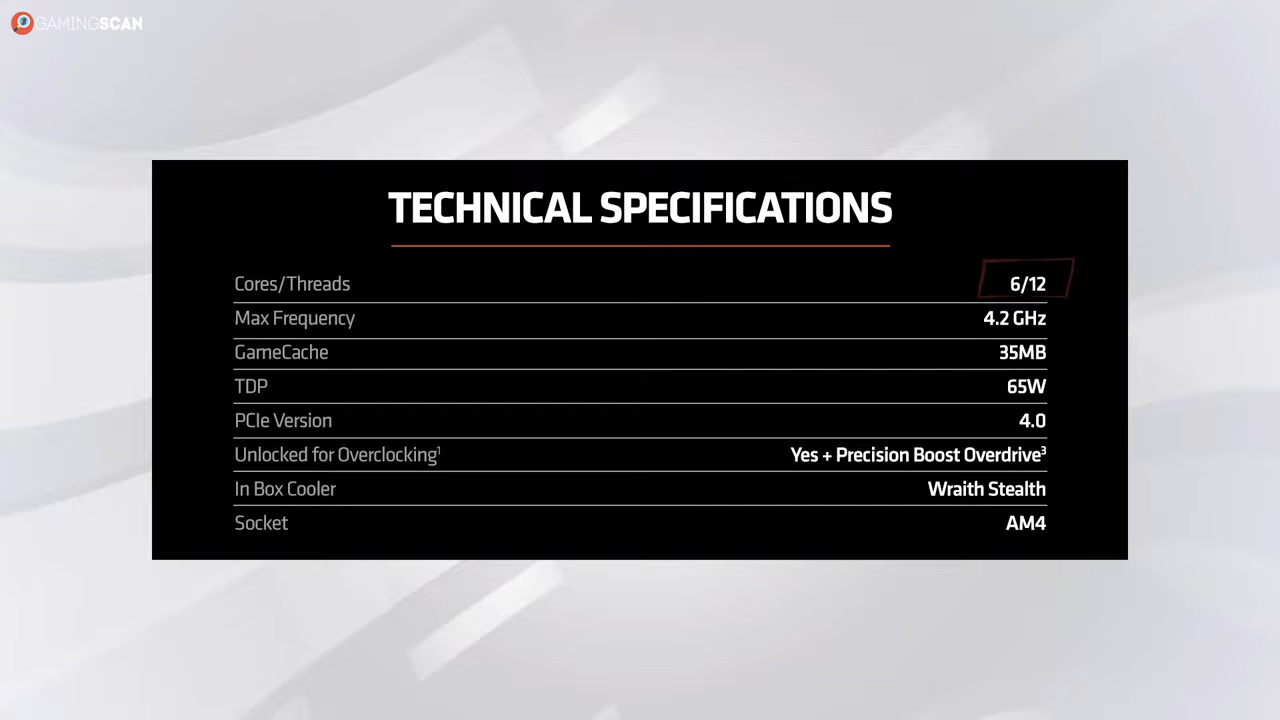 GAMINGSCAN
TECHNICAL SPECIFICATIONS
Cores/Threads 6/12
Max Frequency 4.2 GHz
GameCache 35MB
TDP 65W
PCIe Version 4.0
Unlocked for Overclocking¹ Yes + Precision Boost Overdrive³
In Box Cooler Wraith Stealth
Socket AM4